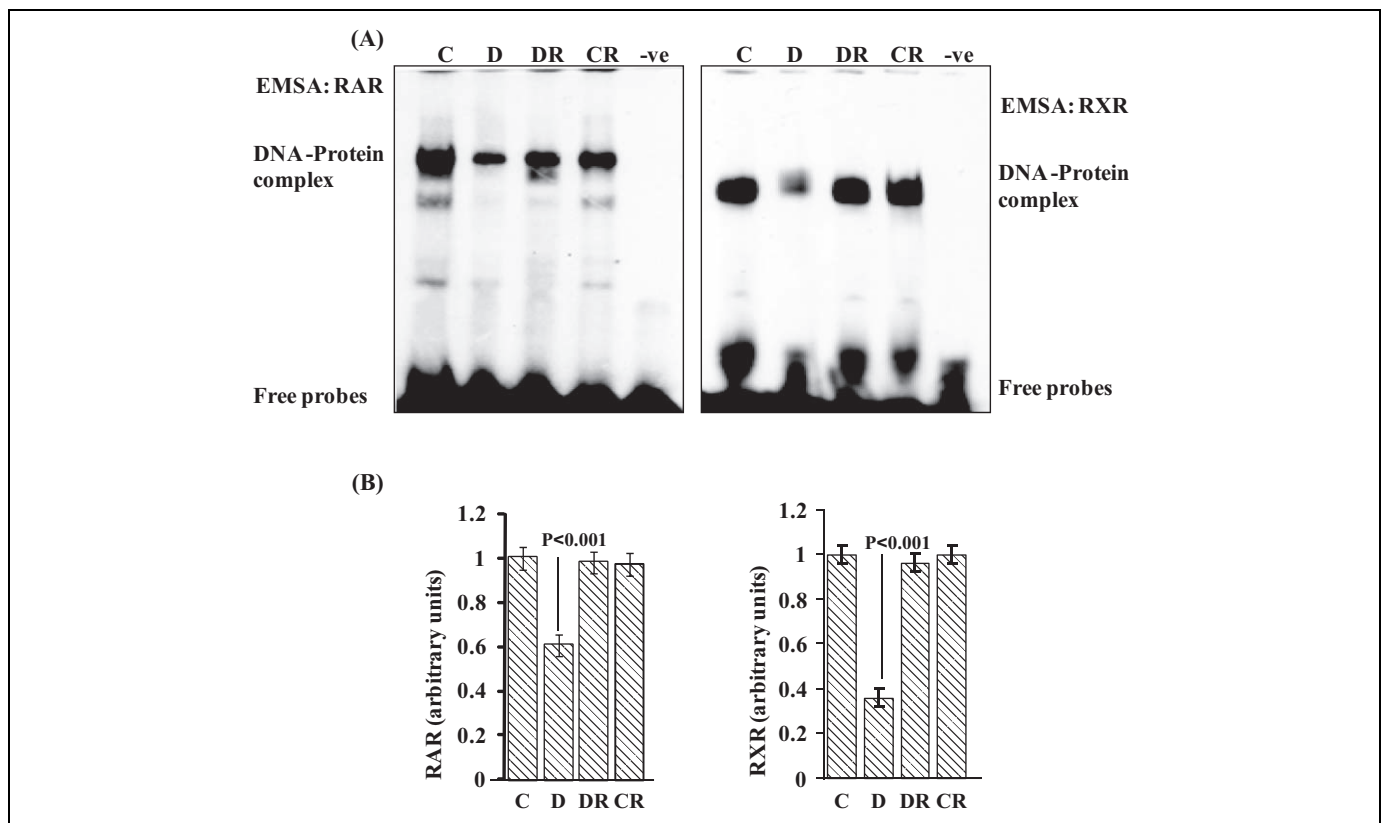 (A)
C D DR CR -ve
C D DR CR -ve
EMSA: RAR
EMSA: RXR
DNA-Protein
complex
DNA-Protein
complex
Free probes
Free probes
(B)
RAR (arbitrary units)
1.2
1
0.8
0.6
0.4
0.2
0
P<0.001
C D DR CR
RXR (arbitrary units)
1.2
1
0.8
0.6
0.4
0.2
0
P<0.001
C D DR CR